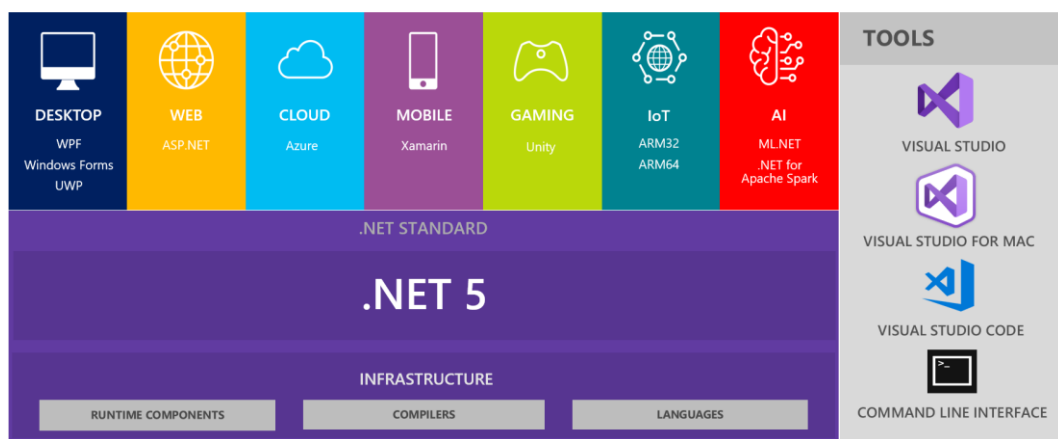 DESKTOP
WPF
Windows Forms
UWP
WEB
ASP.NET
CLOUD
Azure
MOBILE
Xamarin
GAMING
Unity
IoT
ARM32
ARM64
AI
ML.NET
.NET for
Apache Spark
.NET STANDARD
.NET 5
INFRASTRUCTURE
RUNTIME COMPONENTS
COMPILERS
LANGUAGES
TOOLS
VISUAL STUDIO
VISUAL STUDIO FOR MAC
VISUAL STUDIO CODE
>_
COMMAND LINE INTERFACE